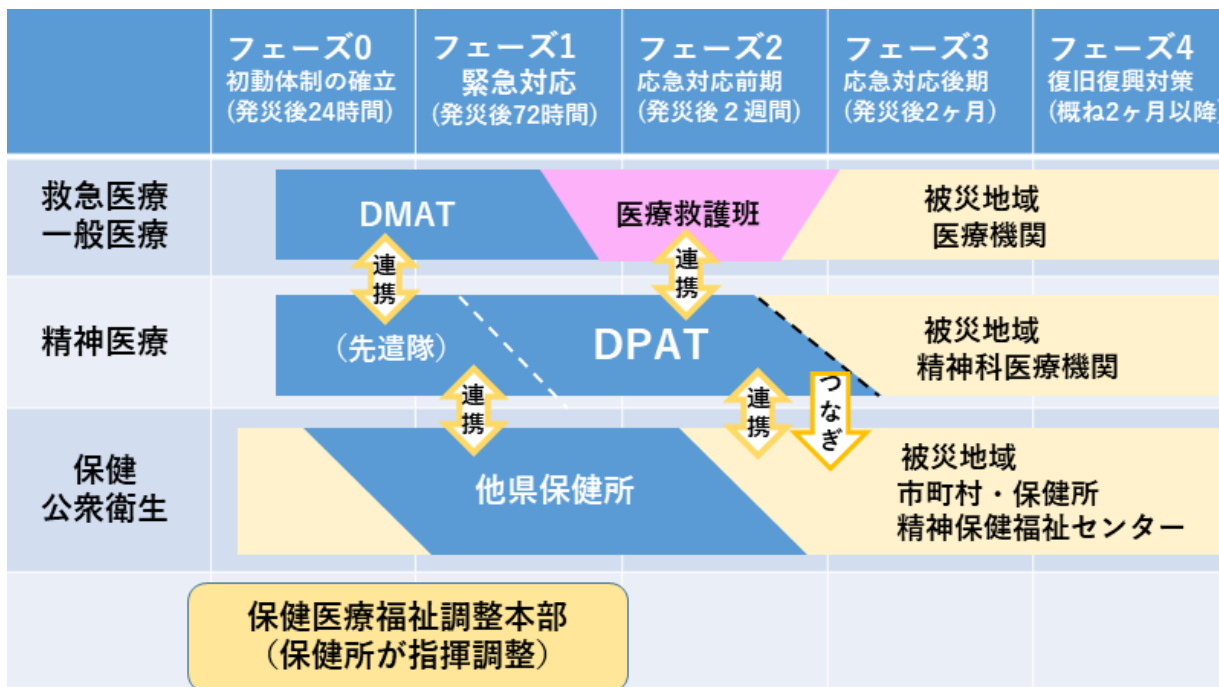 フェーズ0
初動体制の確立
(発災後24時間)
フェーズ1
緊急対応
(発災後72時間)
フェーズ2
応急対応前期
(発災後２週間)
フェーズ3
応急対応後期
(発災後2ヶ月)
フェーズ4
復旧復興対策
(概ね2ヶ月以降)
救急医療
一般医療
DMAT
医療救護班
被災地域
医療機関
連携
連携
精神医療
（先遣隊）
DPAT
被災地域
精神科医療機関
連携
連携
つなぎ
保健
公衆衛生
他県保健所
被災地域
市町村・保健所
精神保健福祉センター
保健医療福祉調整本部
（保健所が指揮調整）